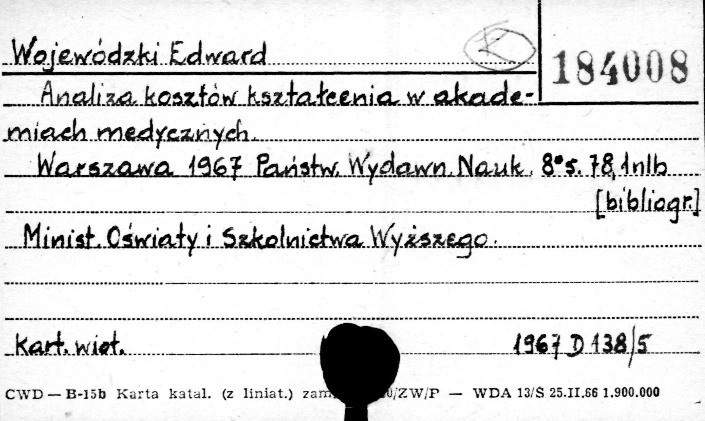 Wojewódzki Edward
K
184008
Analiza kosztów kształcenia w akade-
miach medycznych.
Warszawa 1967 Państw. Wydawn. Nauk. 8° s. 78, 1nlb
[bibliogr.]
Minist. Oświaty i Szkolnictwa Wyższego.
kart. wiot. 1967 D 138/5
CWD — B-15b Karta katal. (z liniat.) zam. /ZW/P — WDA 13/S 25.II.66 1.900.000